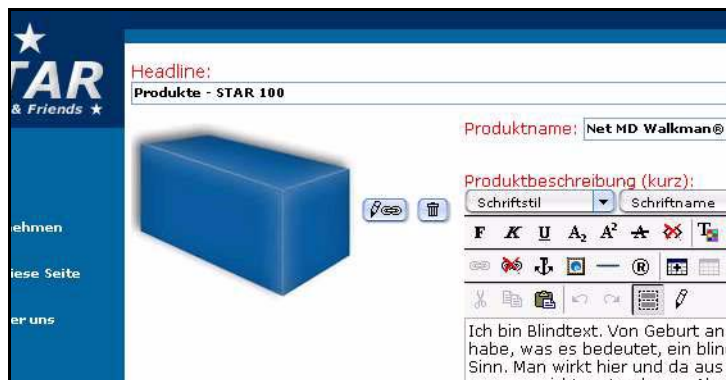 TAR
& Friends
Headline:
Produkte - STAR 100
Produktname: Net MD Walkman®
Produktbeschreibung (kurz):
Schriftstil Schriftname
F K U A2 A² A T
®
nehmen
iese Seite
er uns
Ich bin Blindtext. Von Geburt an
habe, was es bedeutet, ein blin
Sinn. Man wirkt hier und da aus